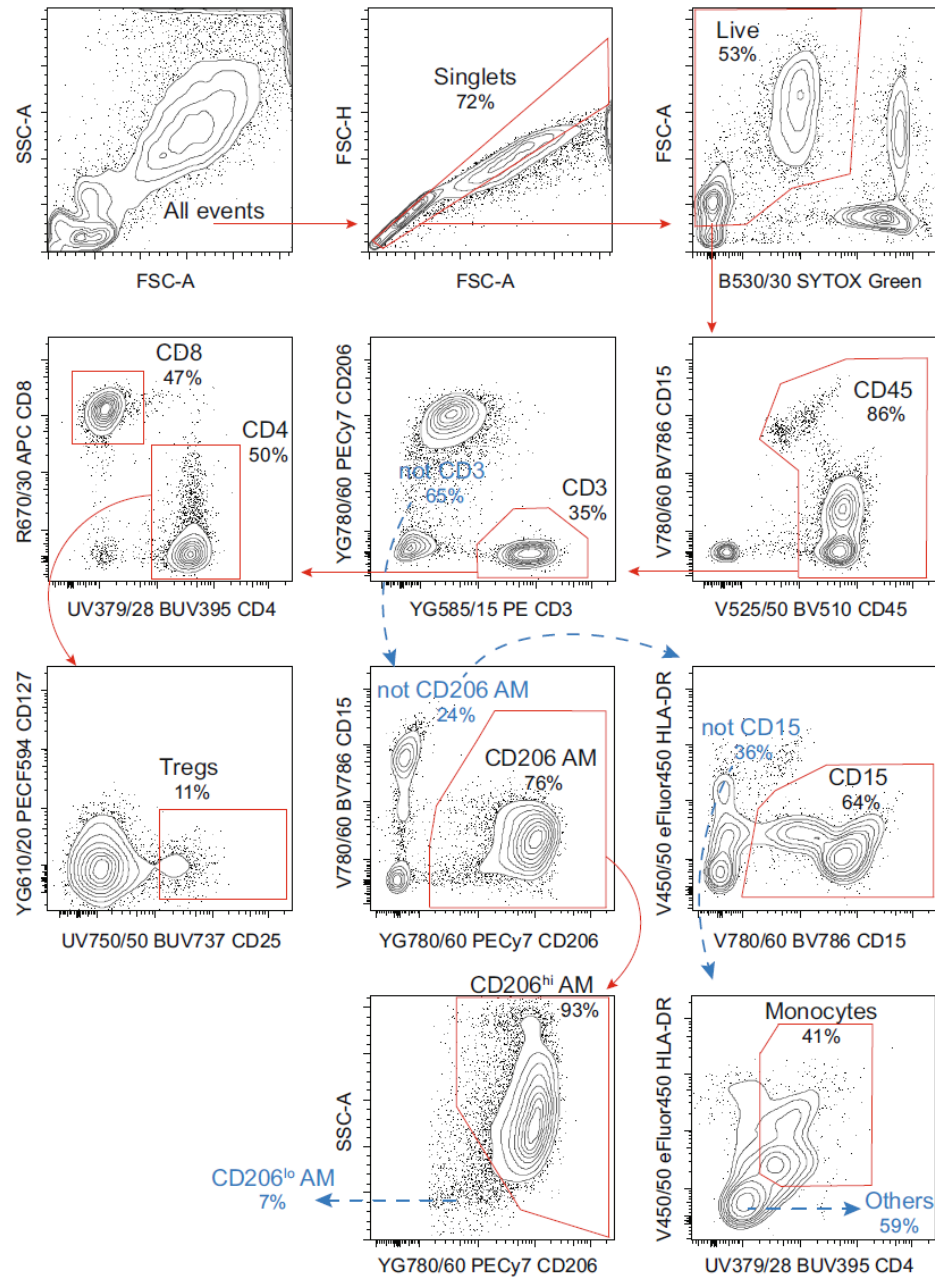 SSC-A
All events
FSC-A
FSC-H
Singlets
72%
FSC-A
FSC-A
Live
53%
B530/30 SYTOX Green
R670/30 APC CD8
CD8
47%
CD4
50%
UV379/28 BUV395 CD4
YG780/60 PECy7 CD206
not CD3
65%
CD3
35%
YG585/15 PE CD3
V780/60 BV786 CD15
CD45
86%
V525/50 BV510 CD45
YG610/20 PECF594 CD127
Tregs
11%
UV750/50 BUV737 CD25
V780/60 BV786 CD15
not CD206 AM
24%
CD206 AM
76%
YG780/60 PECy7 CD206
V450/50 eFluor450 HLA-DR
not CD15
36%
CD15
64%
V780/60 BV786 CD15
SSC-A
CD206hi AM
93%
CD206lo AM
7%
YG780/60 PECy7 CD206
V450/50 eFluor450 HLA-DR
Monocytes
41%
Others
59%
UV379/28 BUV395 CD4